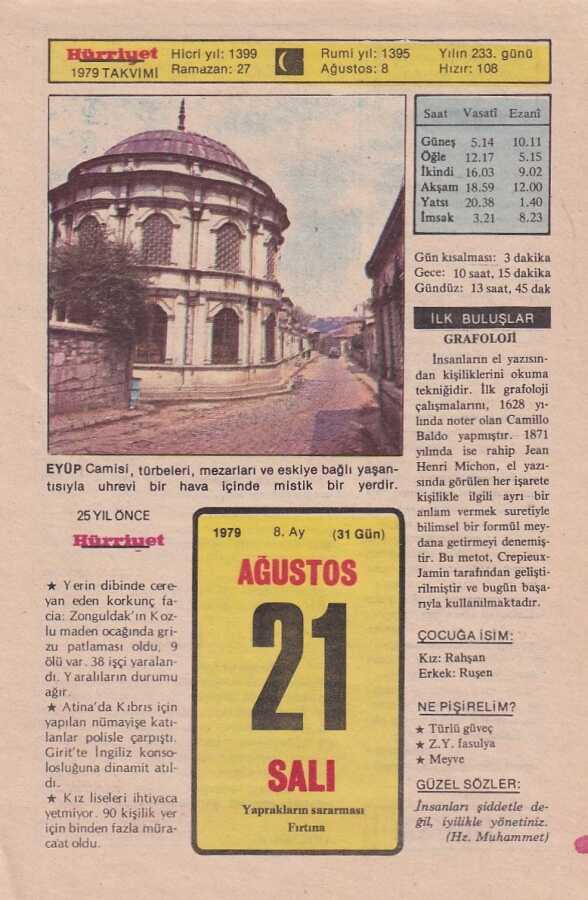 Hürriyet
1979 TAKVİMİ
Hicri yıl: 1399
Ramazan: 27
Rumi yıl: 1395
Ağustos: 8
Yılın 233. günü
Hızır: 108
EYÜP Camisi, türbeleri, mezarları ve eskiye bağlı yaşan-
tısıyla uhrevi bir hava içinde mistik bir yerdir.
25 YIL ÖNCE
Hürriyet
★ Yerin dibinde cere-
yan eden korkunç fa-
cia: Zonguldak'ın Koz-
lu maden ocağında gri-
zu patlaması oldu, 9
ölü var. 38 işçi yaralan-
dı. Yaralıların durumu
ağır.
★ Atina'da Kıbrıs için
yapılan nümayişe katı-
lanlar polisle çarpıştı.
Girit'te İngiliz konso-
losluğuna dinamit atıl-
dı.
★ Kız liseleri ihtiyaca
yetmiyor. 90 kişilik yer
için binden fazla müra-
caat oldu.
1979 8. Ay (31 Gün)
AĞUSTOS
21
SALI
Yaprakların sararması
Fırtına
Saat Vasatî Ezanî
Güneş 5.14 10.11
Öğle 12.17 5.15
İkindi 16.03 9.02
Akşam 18.59 12.00
Yatsı 20.38 1.40
İmsak 3.21 8.23
Gün kısalması: 3 dakika
Gece: 10 saat, 15 dakika
Gündüz: 13 saat, 45 dak
İLK BULUŞLAR
GRAFOLOJİ
İnsanların el yazısın-
dan kişiliklerini okuma
tekniğidir. İlk grafoloji
çalışmalarını, 1628 yı-
lında noter olan Camillo
Baldo yapmıştır. 1871
yılında ise rahip Jean
Henri Michon, el yazı-
sında görülen her işarete
kişilikle ilgili ayrı bir
anlam vermek suretiyle
bilimsel bir formül mey-
dana getirmeyi denemiş-
tir. Bu metot, Crepieux-
Jamin tarafından gelişti-
rilmiştir ve bugün başa-
rıyla kullanılmaktadır.
ÇOCUĞA İSİM:
Kız: Rahşan
Erkek: Ruşen
NE PİŞİRELİM?
★ Türlü güveç
★ Z.Y. fasulya
★ Meyve
GÜZEL SÖZLER:
İnsanları şiddetle de-
ğil, iyilikle yönetiniz.
(Hz. Muhammet)